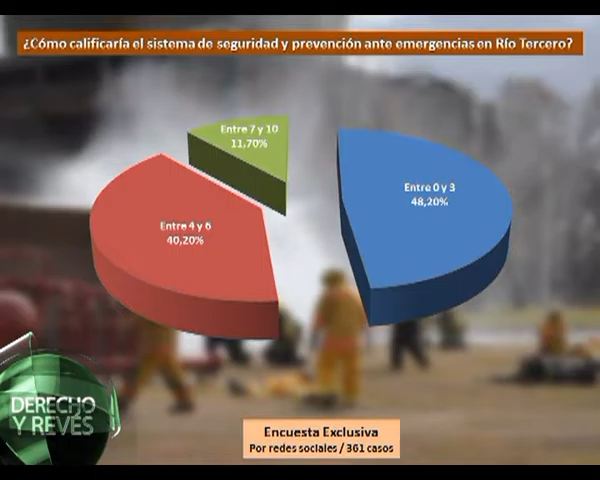 ¿Cómo calificaría el sistema de seguridad y prevención ante emergencias en Río Tercero?
Entre 7 y 10
11,70%
Entre 0 y 3
48,20%
Entre 4 y 6
40,20%
DERECHO
Y REVÉS
Encuesta Exclusiva
Por redes sociales / 361 casos